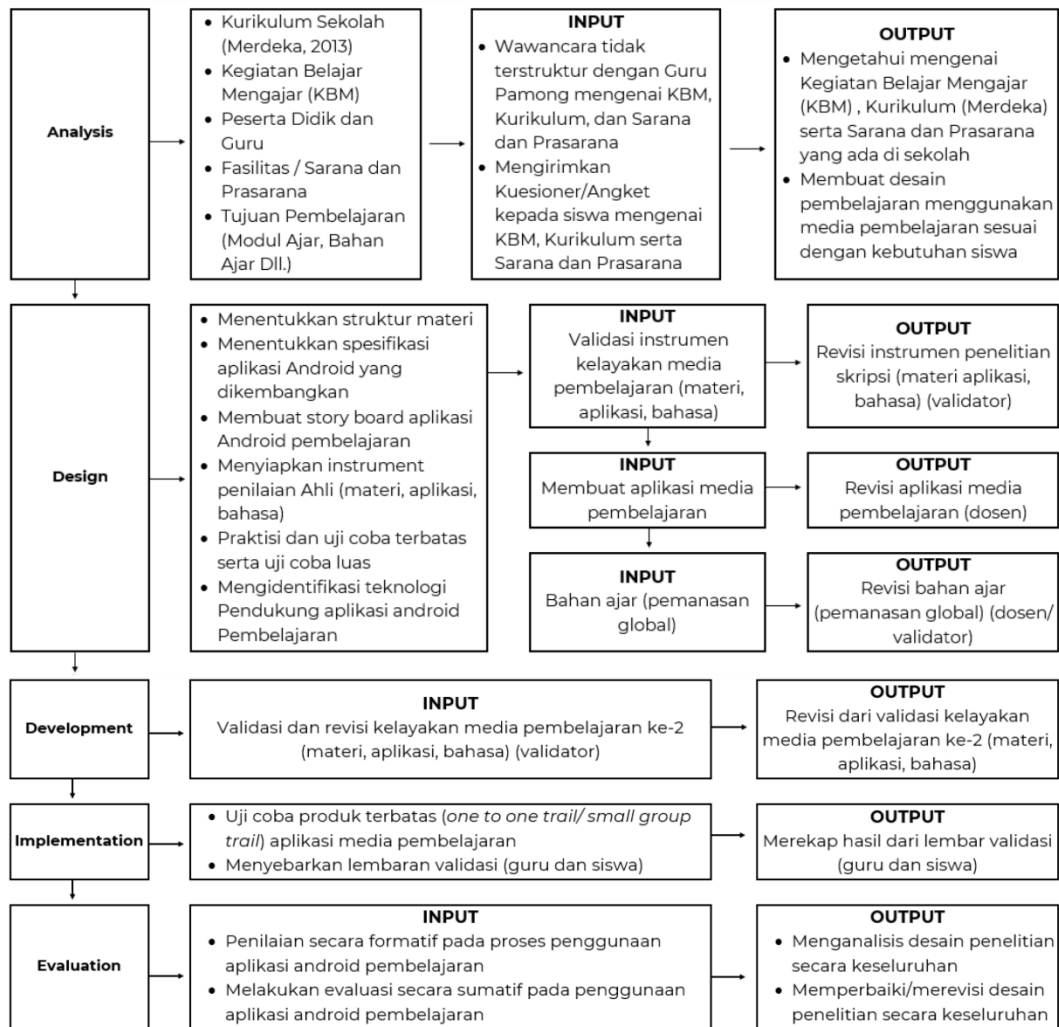 Analysis
• Kurikulum Sekolah
(Merdeka, 2013)
• Kegiatan Belajar
Mengajar (KBM)
• Peserta Didik dan
Guru
• Fasilitas / Sarana dan
Prasarana
• Tujuan Pembelajaran
(Modul Ajar, Bahan
Ajar Dll.)
INPUT
• Wawancara tidak
terstruktur dengan Guru
Pamong mengenai KBM,
Kurikulum, dan Sarana
dan Prasarana
• Mengirimkan
Kuesioner/Angket
kepada siswa mengenai
KBM, Kurikulum serta
Sarana dan Prasarana
OUTPUT
• Mengetahui mengenai
Kegiatan Belajar Mengajar
(KBM) , Kurikulum (Merdeka)
serta Sarana dan Prasarana
yang ada di sekolah
• Membuat desain
pembelajaran menggunakan
media pembelajaran sesuai
dengan kebutuhan siswa
Design
• Menentukkan struktur materi
• Menentukkan spesifikasi
aplikasi Android yang
dikembangkan
• Membuat story board aplikasi
Android pembelajaran
• Menyiapkan instrument
penilaian Ahli (materi, aplikasi,
bahasa)
• Praktisi dan uji coba terbatas
serta uji coba luas
• Mengidentifikasi teknologi
Pendukung aplikasi android
Pembelajaran
INPUT
Validasi instrumen
kelayakan media
pembelajaran (materi,
aplikasi, bahasa)
OUTPUT
Revisi instrumen penelitian
skripsi (materi aplikasi,
bahasa) (validator)
INPUT
Membuat aplikasi media
pembelajaran
OUTPUT
Revisi aplikasi media
pembelajaran (dosen)
INPUT
Bahan ajar (pemanasan
global)
OUTPUT
Revisi bahan ajar
(pemanasan global) (dosen/
validator)
Development
INPUT
Validasi dan revisi kelayakan media pembelajaran ke-2
(materi, aplikasi, bahasa) (validator)
OUTPUT
Revisi dari validasi kelayakan
media pembelajaran ke-2 (materi,
aplikasi, bahasa)
Implementation
• Uji coba produk terbatas (one to one trail/ small group
trail) aplikasi media pembelajaran
• Menyebarkan lembaran validasi (guru dan siswa)
OUTPUT
Merekap hasil dari lembar validasi
(guru dan siswa)
Evaluation
INPUT
• Penilaian secara formatif pada proses penggunaan
aplikasi android pembelajaran
• Melakukan evaluasi secara sumatif pada penggunaan
aplikasi android pembelajaran
OUTPUT
• Menganalisis desain penelitian
secara keseluruhan
• Memperbaiki/merevisi desain
penelitian secara keseluruhan